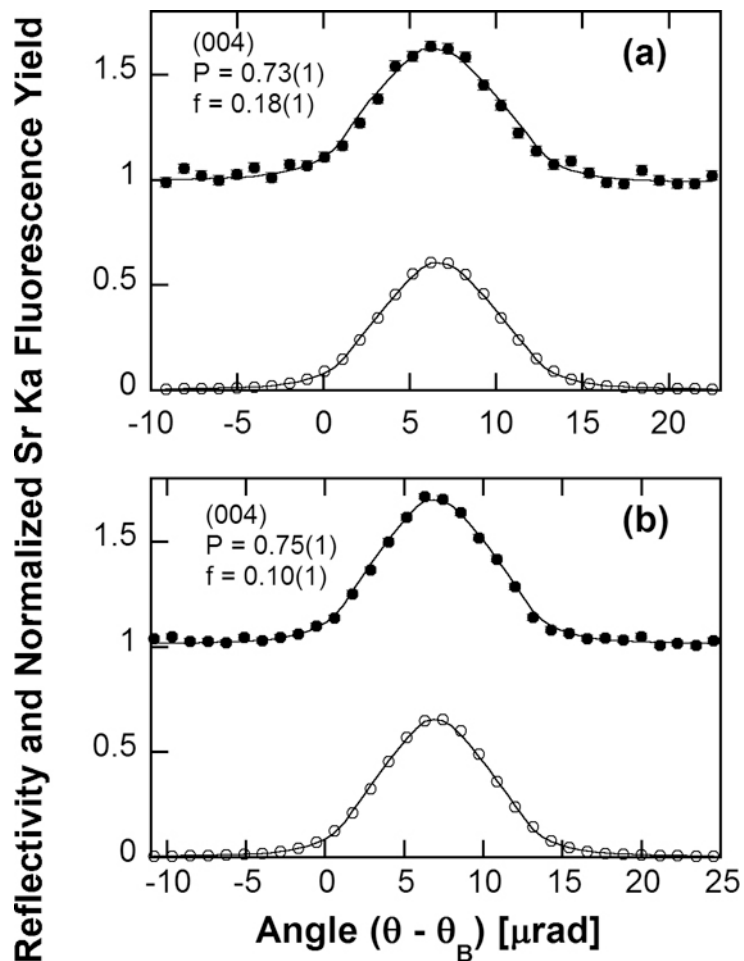 Reflectivity and Normalized Sr Ka Fluorescence Yield
(004)
P = 0.73(1)
f = 0.18(1)
(a)
1.5
1
0.5
0
-10 -5 0 5 10 15 20
(004)
P = 0.75(1)
f = 0.10(1)
(b)
1.5
1
0.5
0
-10 -5 0 5 10 15 20 25
Angle (θ - θB) [μrad]